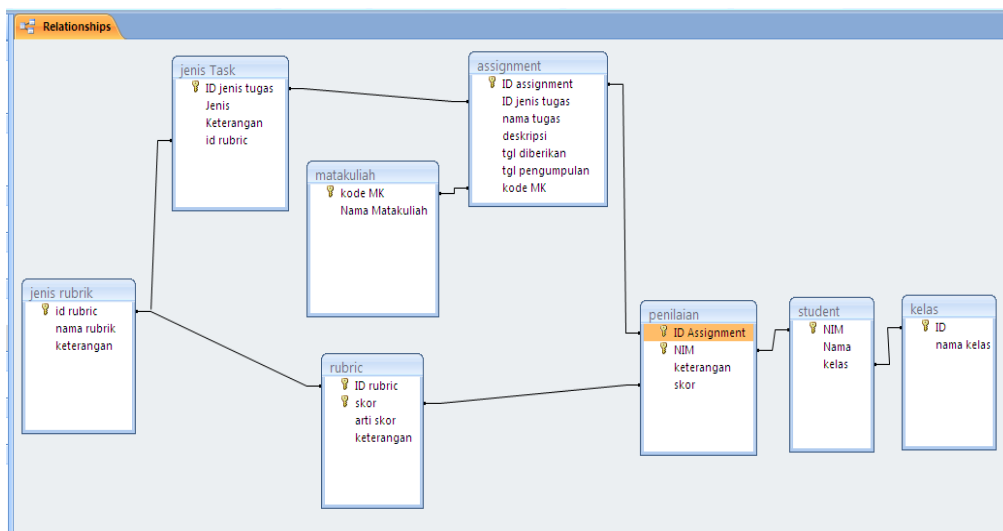 Relationships
jenis Task
ID jenis tugas
Jenis
Keterangan
id rubric
assignment
ID assignment
ID jenis tugas
nama tugas
deskripsi
tgl diberikan
tgl pengumpulan
kode MK
matakuliah
kode MK
Nama Matakuliah
jenis rubrik
id rubric
nama rubrik
keterangan
rubric
ID rubric
skor
arti skor
keterangan
penilaian
ID Assignment
NIM
keterangan
skor
student
NIM
Nama
kelas
kelas
ID
nama kelas